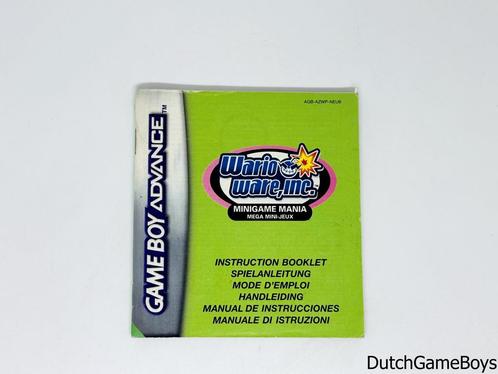 AGB-AZWP-NEU6
GAME BOY ADVANCE™
Wario
Ware, Inc.
MINIGAME MANIA
MEGA MINI-JEUX
INSTRUCTION BOOKLET
SPIELANLEITUNG
MODE D'EMPLOI
HANDLEIDING
MANUAL DE INSTRUCCIONES
MANUALE DI ISTRUZIONI
DutchGameBoys